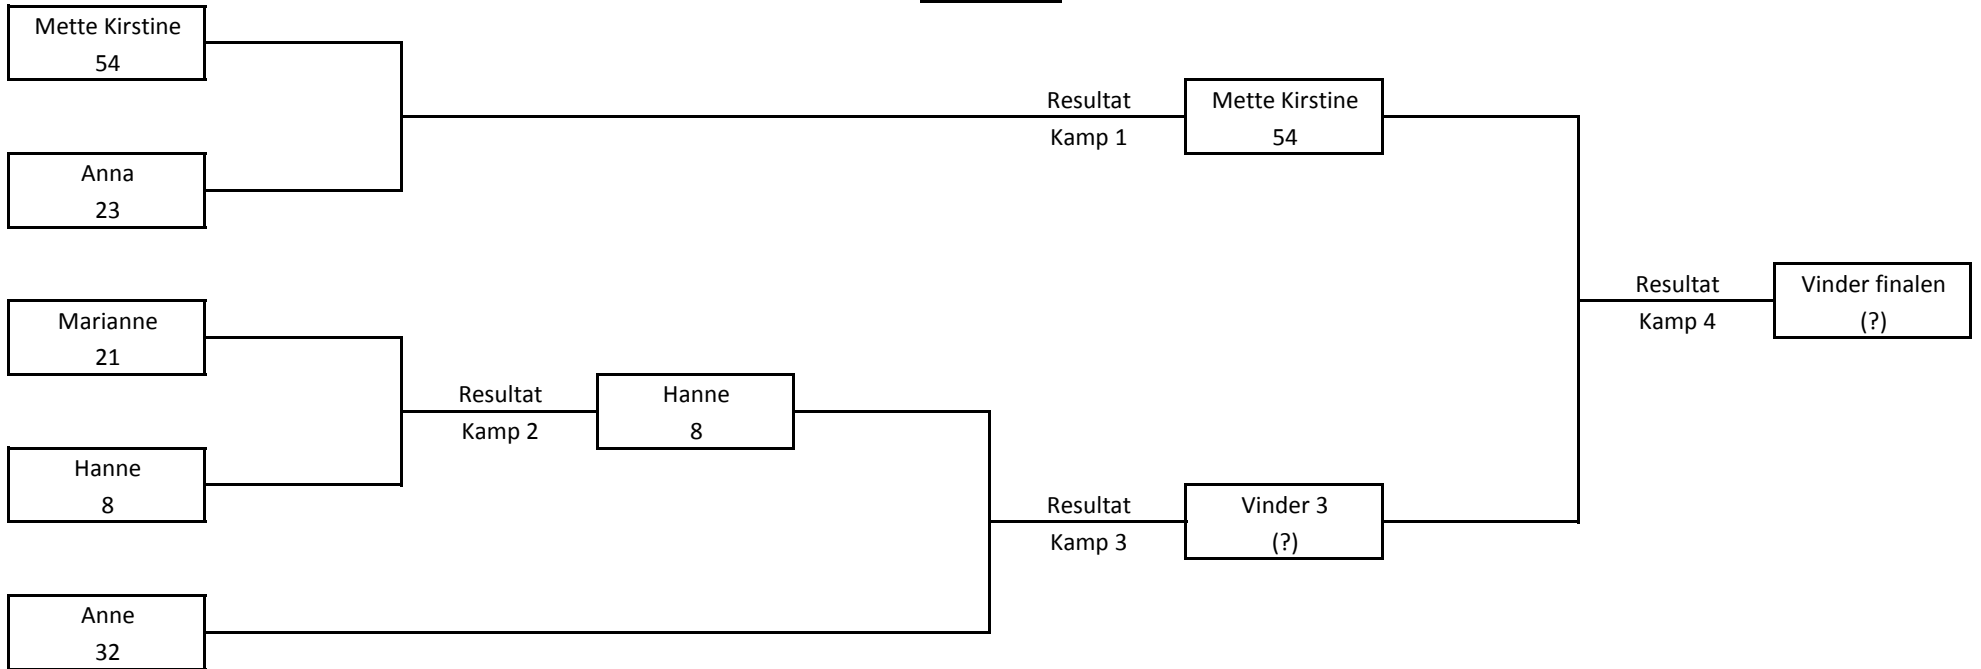 Mette Kirstine
54
Resultat
Kamp 1
Mette Kirstine
54
Anna
23
Resultat
Kamp 4
Vinder finalen
(?)
Marianne
21
Resultat
Kamp 2
Hanne
8
Hanne
8
Resultat
Kamp 3
Vinder 3
(?)
Anne
32